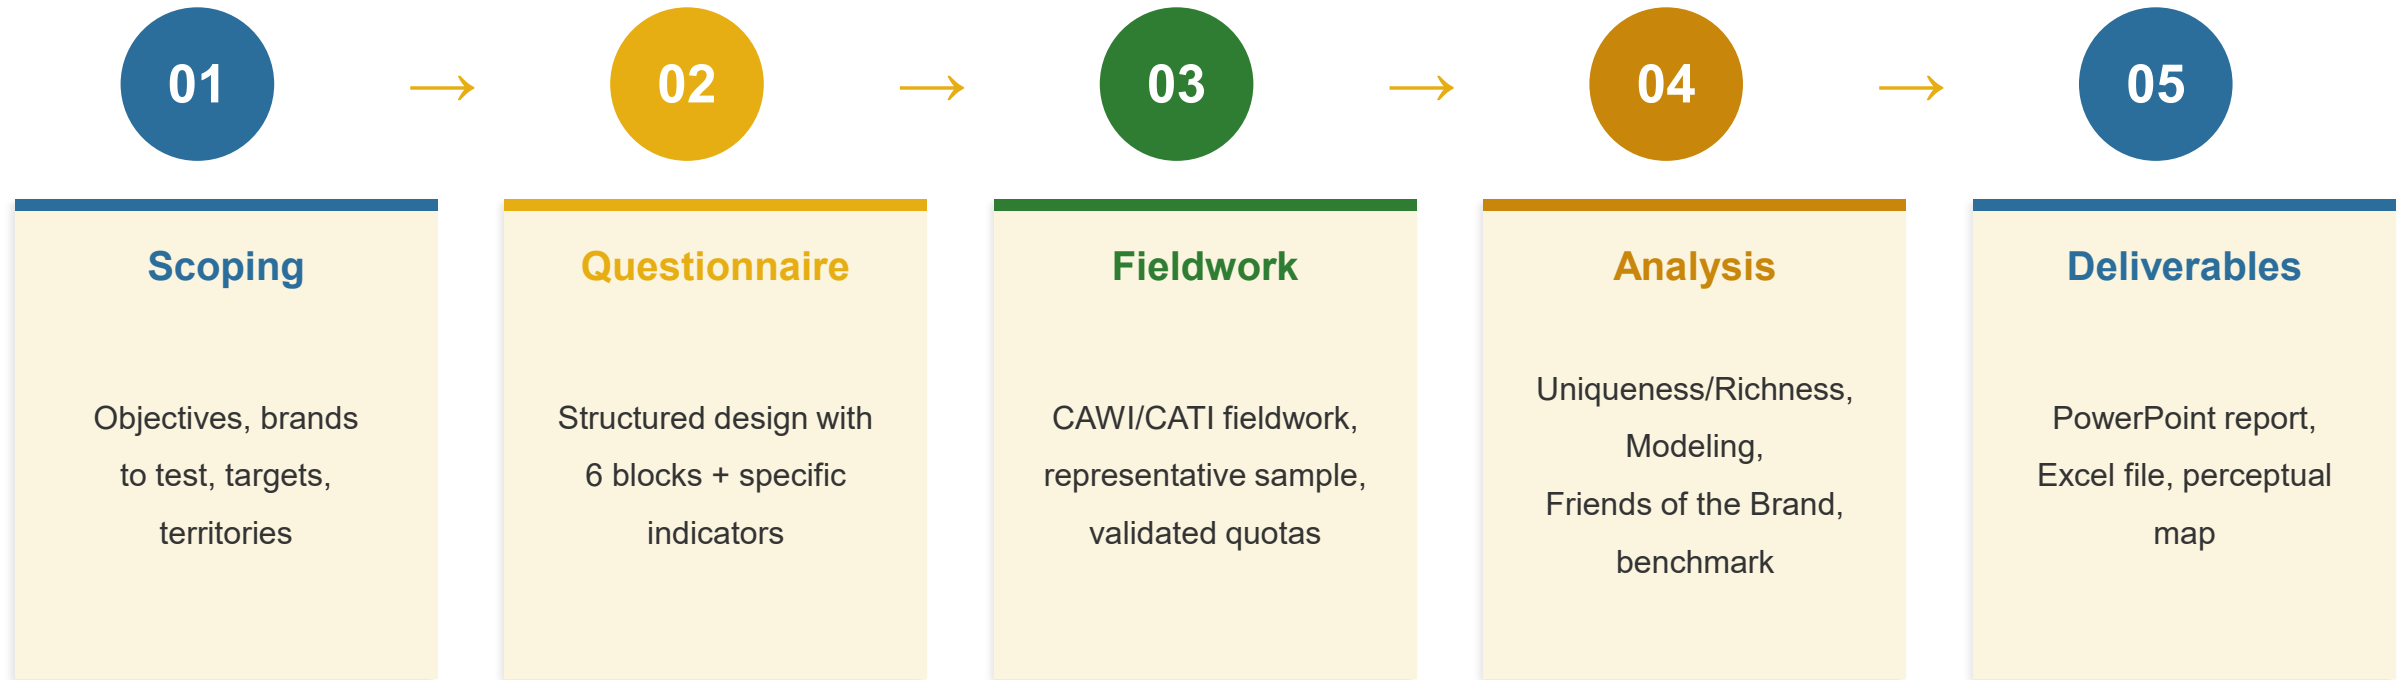 01
→
02
→
03
→
04
→
05
Scoping
Objectives, brands
to test, targets,
territories
Questionnaire
Structured design with
6 blocks + specific
indicators
Fieldwork
CAWI/CATI fieldwork,
representative sample,
validated quotas
Analysis
Uniqueness/Richness,
Modeling,
Friends of the Brand,
benchmark
Deliverables
PowerPoint report,
Excel file, perceptual
map